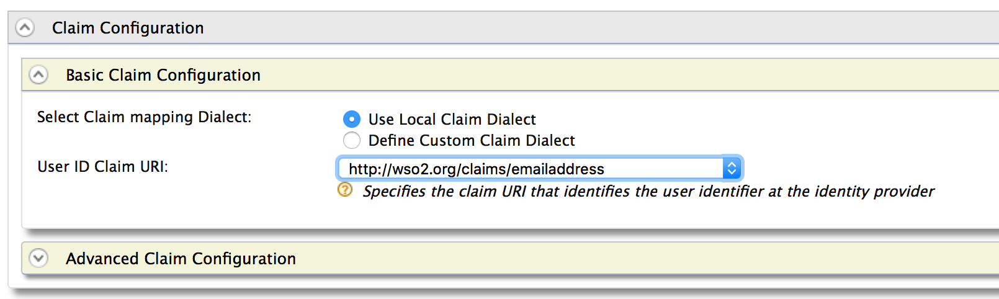 Claim Configuration
Basic Claim Configuration
Select Claim mapping Dialect:
Use Local Claim Dialect
Define Custom Claim Dialect
User ID Claim URI:
http://wso2.org/claims/emailaddress
Specifies the claim URI that identifies the user identifier at the identity provider
Advanced Claim Configuration